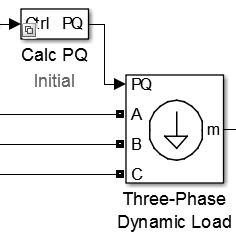 Ctrl PQ
Calc PQ
Initial
PQ
A
B
m
C
Three-Phase
Dynamic Load